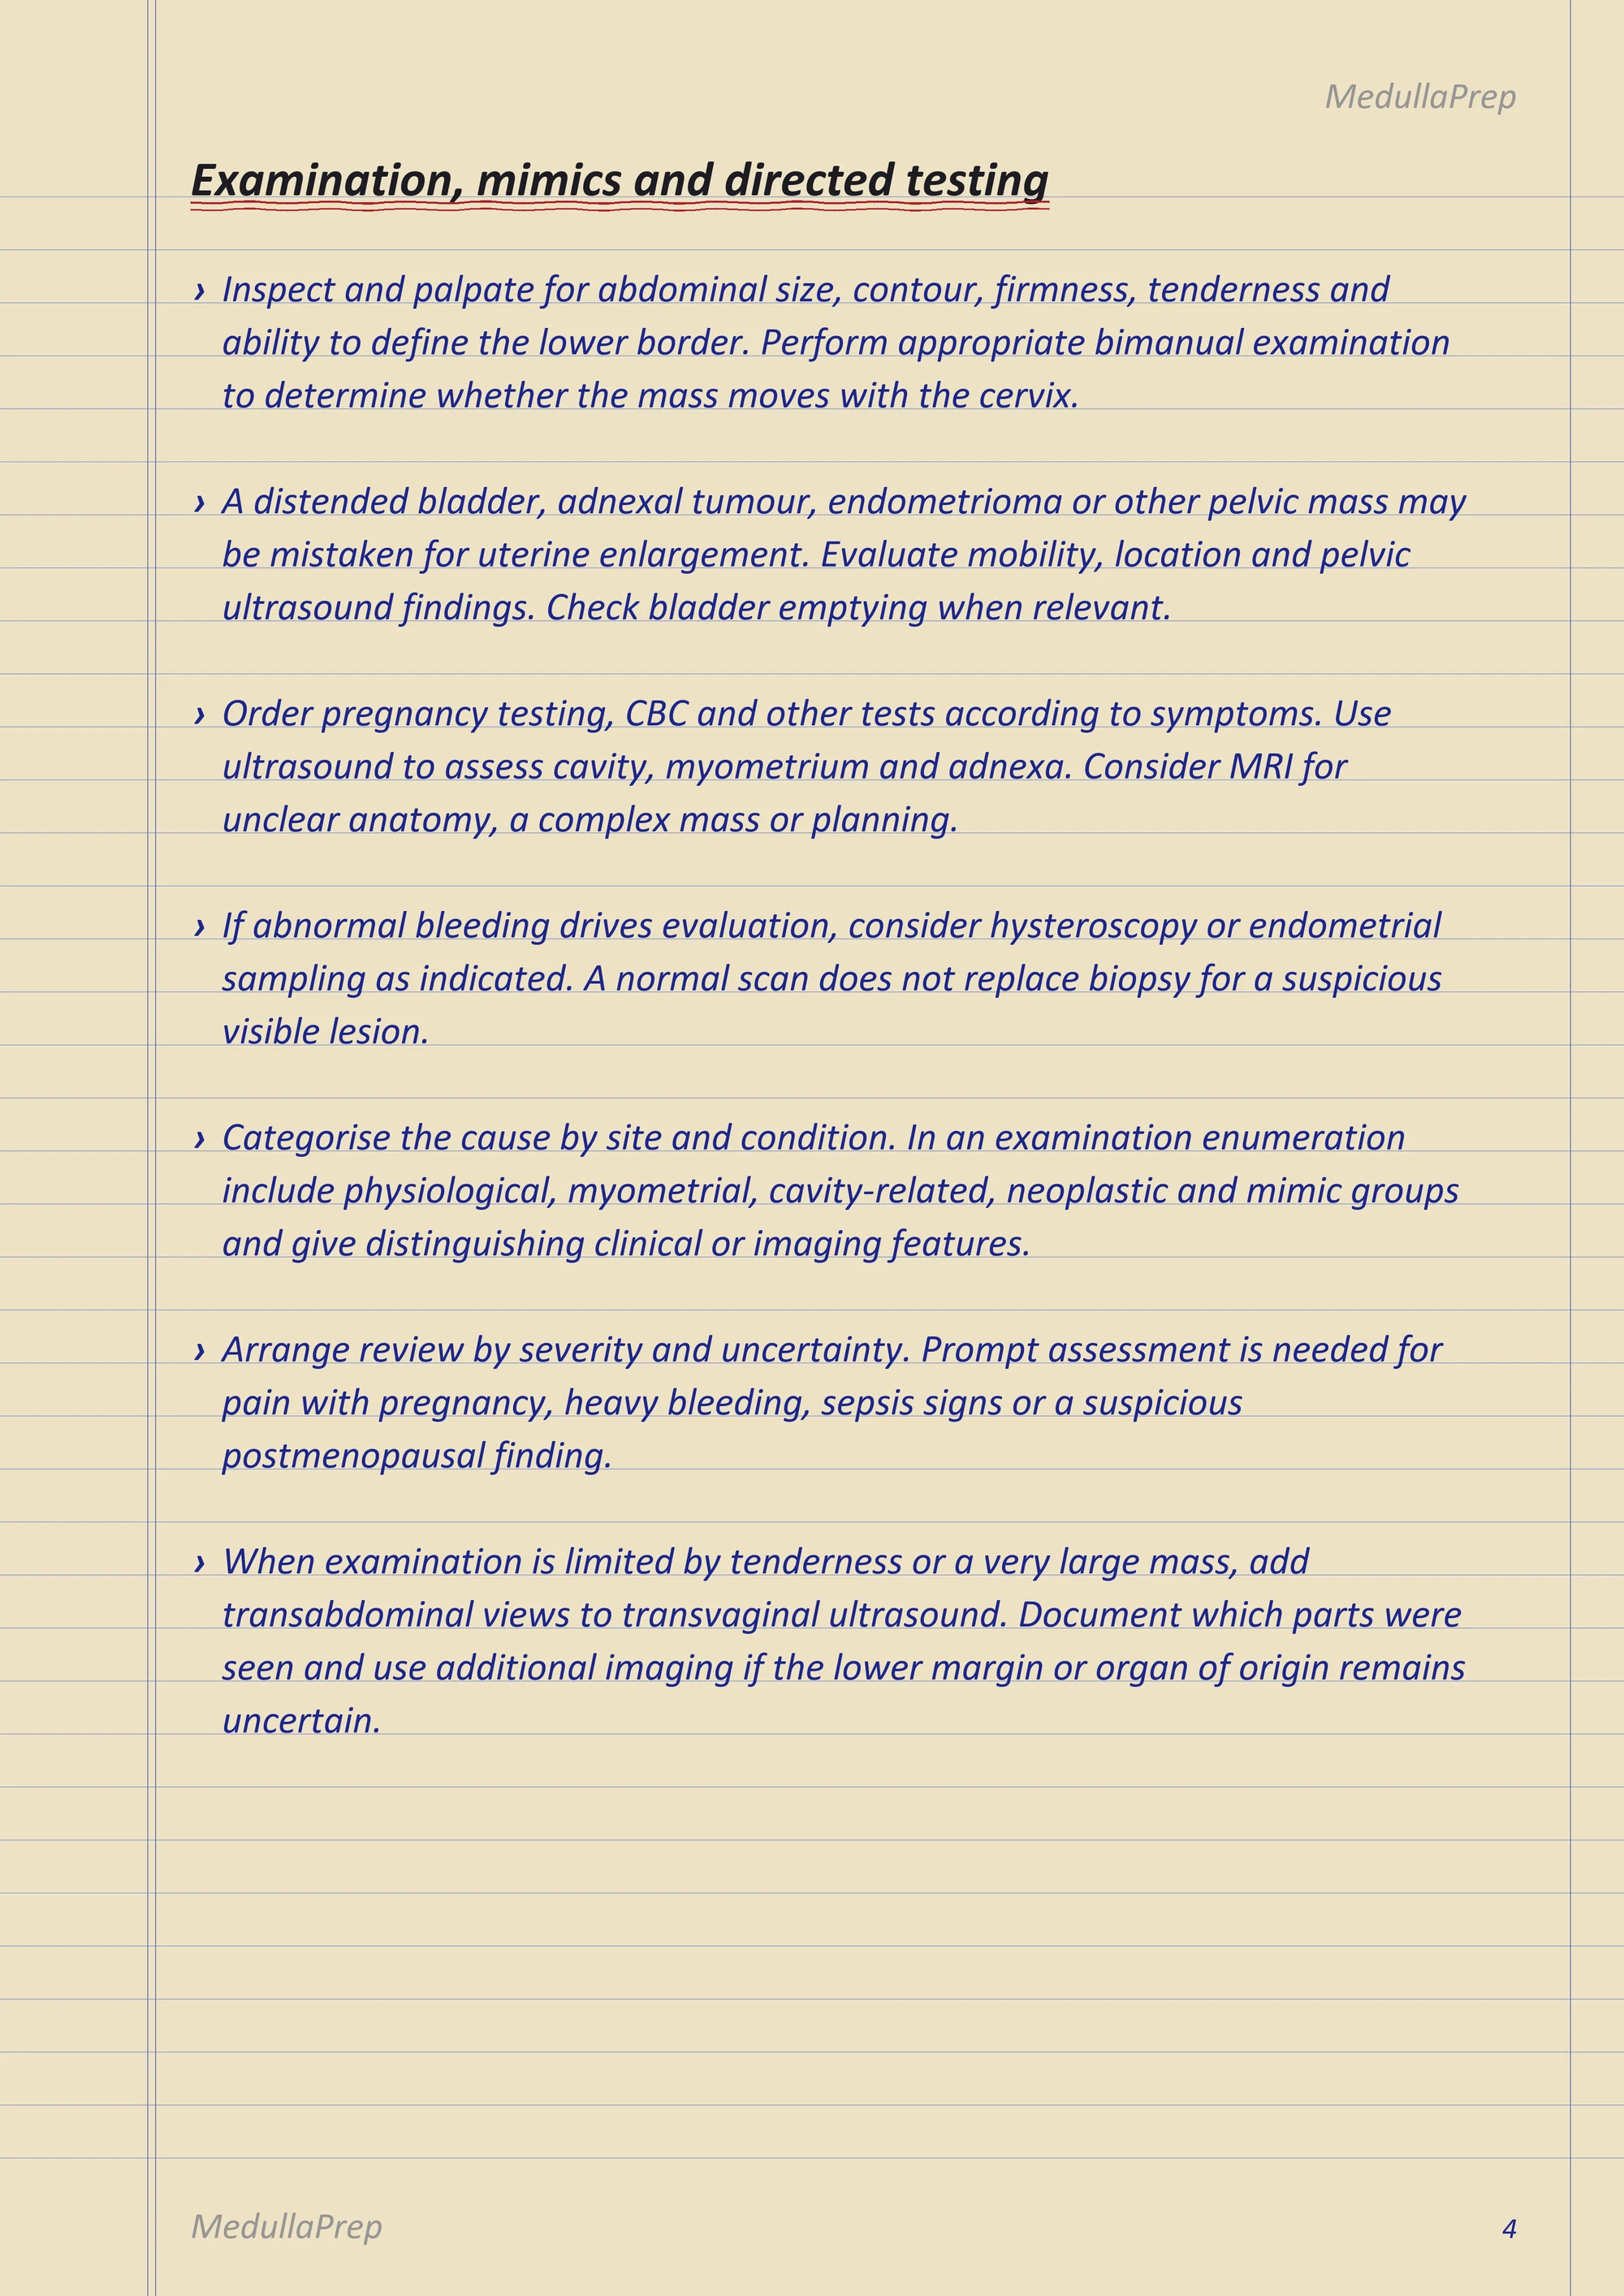 MedullaPrep
Examination, mimics and directed testing
› Inspect and palpate for abdominal size, contour, firmness, tenderness and
ability to define the lower border. Perform appropriate bimanual examination
to determine whether the mass moves with the cervix.
› A distended bladder, adnexal tumour, endometrioma or other pelvic mass may
be mistaken for uterine enlargement. Evaluate mobility, location and pelvic
ultrasound findings. Check bladder emptying when relevant.
› Order pregnancy testing, CBC and other tests according to symptoms. Use
ultrasound to assess cavity, myometrium and adnexa. Consider MRI for
unclear anatomy, a complex mass or planning.
› If abnormal bleeding drives evaluation, consider hysteroscopy or endometrial
sampling as indicated. A normal scan does not replace biopsy for a suspicious
visible lesion.
› Categorise the cause by site and condition. In an examination enumeration
include physiological, myometrial, cavity-related, neoplastic and mimic groups
and give distinguishing clinical or imaging features.
› Arrange review by severity and uncertainty. Prompt assessment is needed for
pain with pregnancy, heavy bleeding, sepsis signs or a suspicious
postmenopausal finding.
› When examination is limited by tenderness or a very large mass, add
transabdominal views to transvaginal ultrasound. Document which parts were
seen and use additional imaging if the lower margin or organ of origin remains
uncertain.
MedullaPrep
4